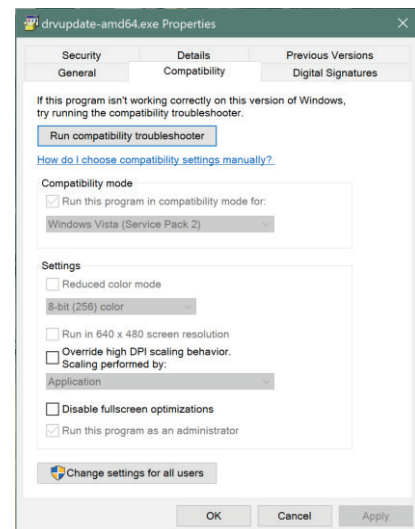 drvupdate-amd64.exe Properties
Security Details Previous Versions
General Compatibility Digital Signatures
If this program isn't working correctly on this version of Windows,
try running the compatibility troubleshooter.
Run compatibility troubleshooter
How do I choose compatibility settings manually?
Compatibility mode
Run this program in compatibility mode for:
Windows Vista (Service Pack 2)
Settings
Reduced color mode
8-bit (256) color
Run in 640 x 480 screen resolution
Override high DPI scaling behavior.
Scaling performed by:
Application
Disable fullscreen optimizations
Run this program as an administrator
Change settings for all users
OK Cancel Apply